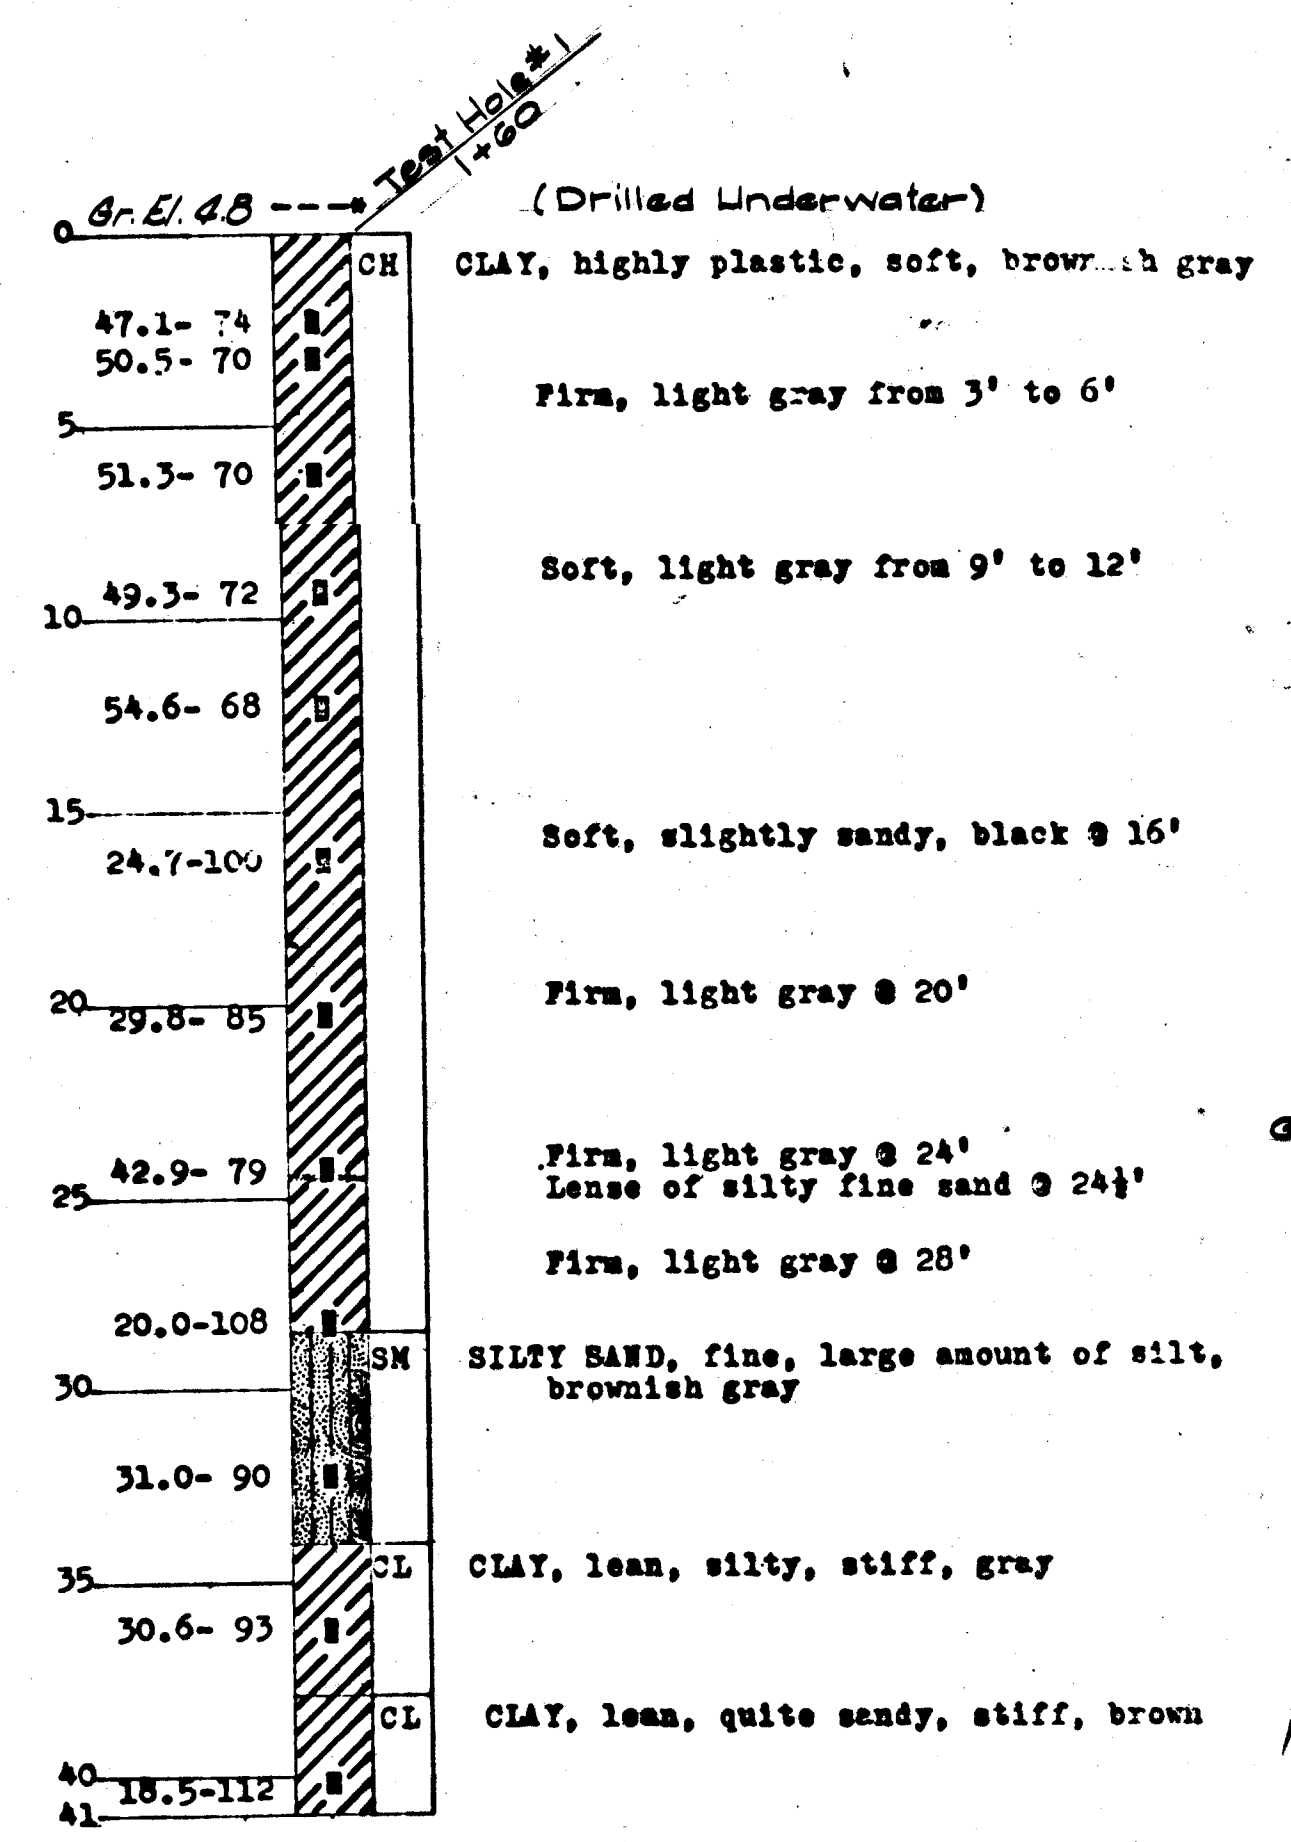 Test Hole #1
1+60
Gr. El. 4.8
(Drilled Underwater)
0
CH
CLAY, highly plastic, soft, gray
47.1- 74
50.5- 70
Firm, light gray from 3' to 6'
5
51.3- 70
Soft, light gray from 9' to 12'
49.3- 72
10
54.6- 68
15
Soft, slightly sandy, black @ 16'
24.7-100
Firm, light gray @ 20'
20
29.8- 85
Firm, light gray @ 24'
42.9- 79
Lense of silty fine sand @ 24½'
25
Firm, light gray @ 28'
20.0-108
SM
SILTY SAND, fine, large amount of silt,
brownish gray
30
31.0- 90
CL
CLAY, lean, silty, stiff, gray
35
30.6- 93
CL
CLAY, lean, quite sandy, stiff, brown
40
18.5-112
41